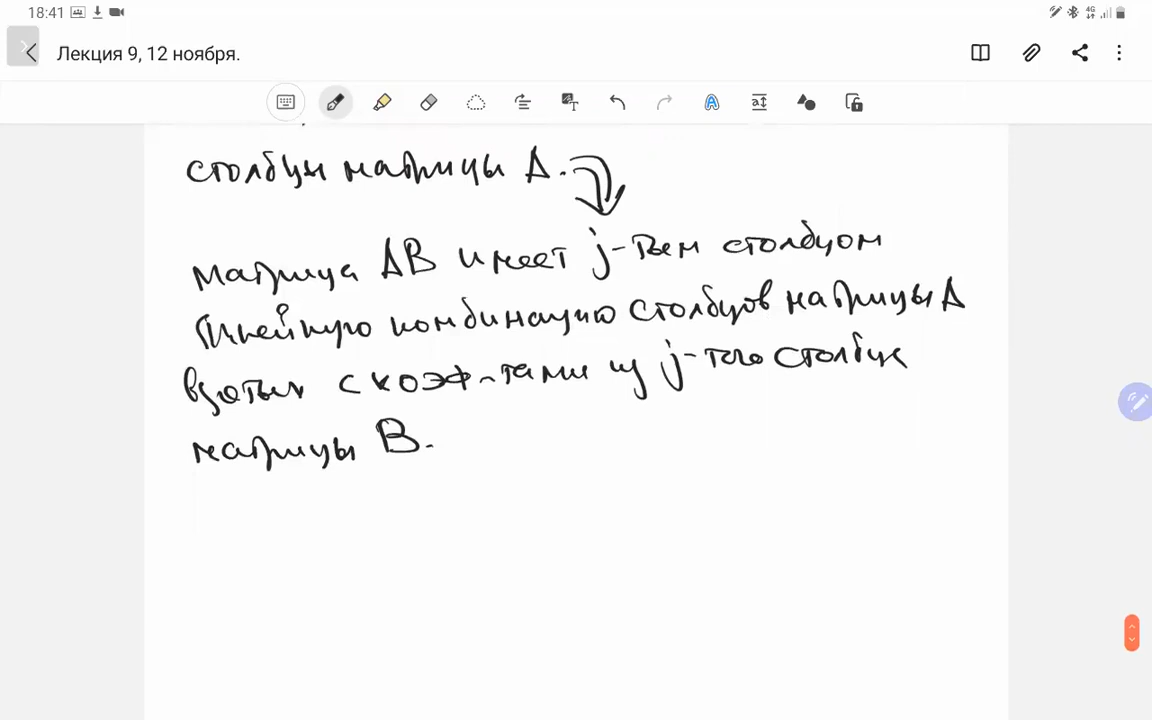 18:41
4G
Лекция 9, 12 ноября.
столбцы матрицы A.
матрица AB имеет j-тым столбцом
линейную комбинацию столбцов матрицы A
взятых с коэф-тами из j-того столбца
матрицы B.